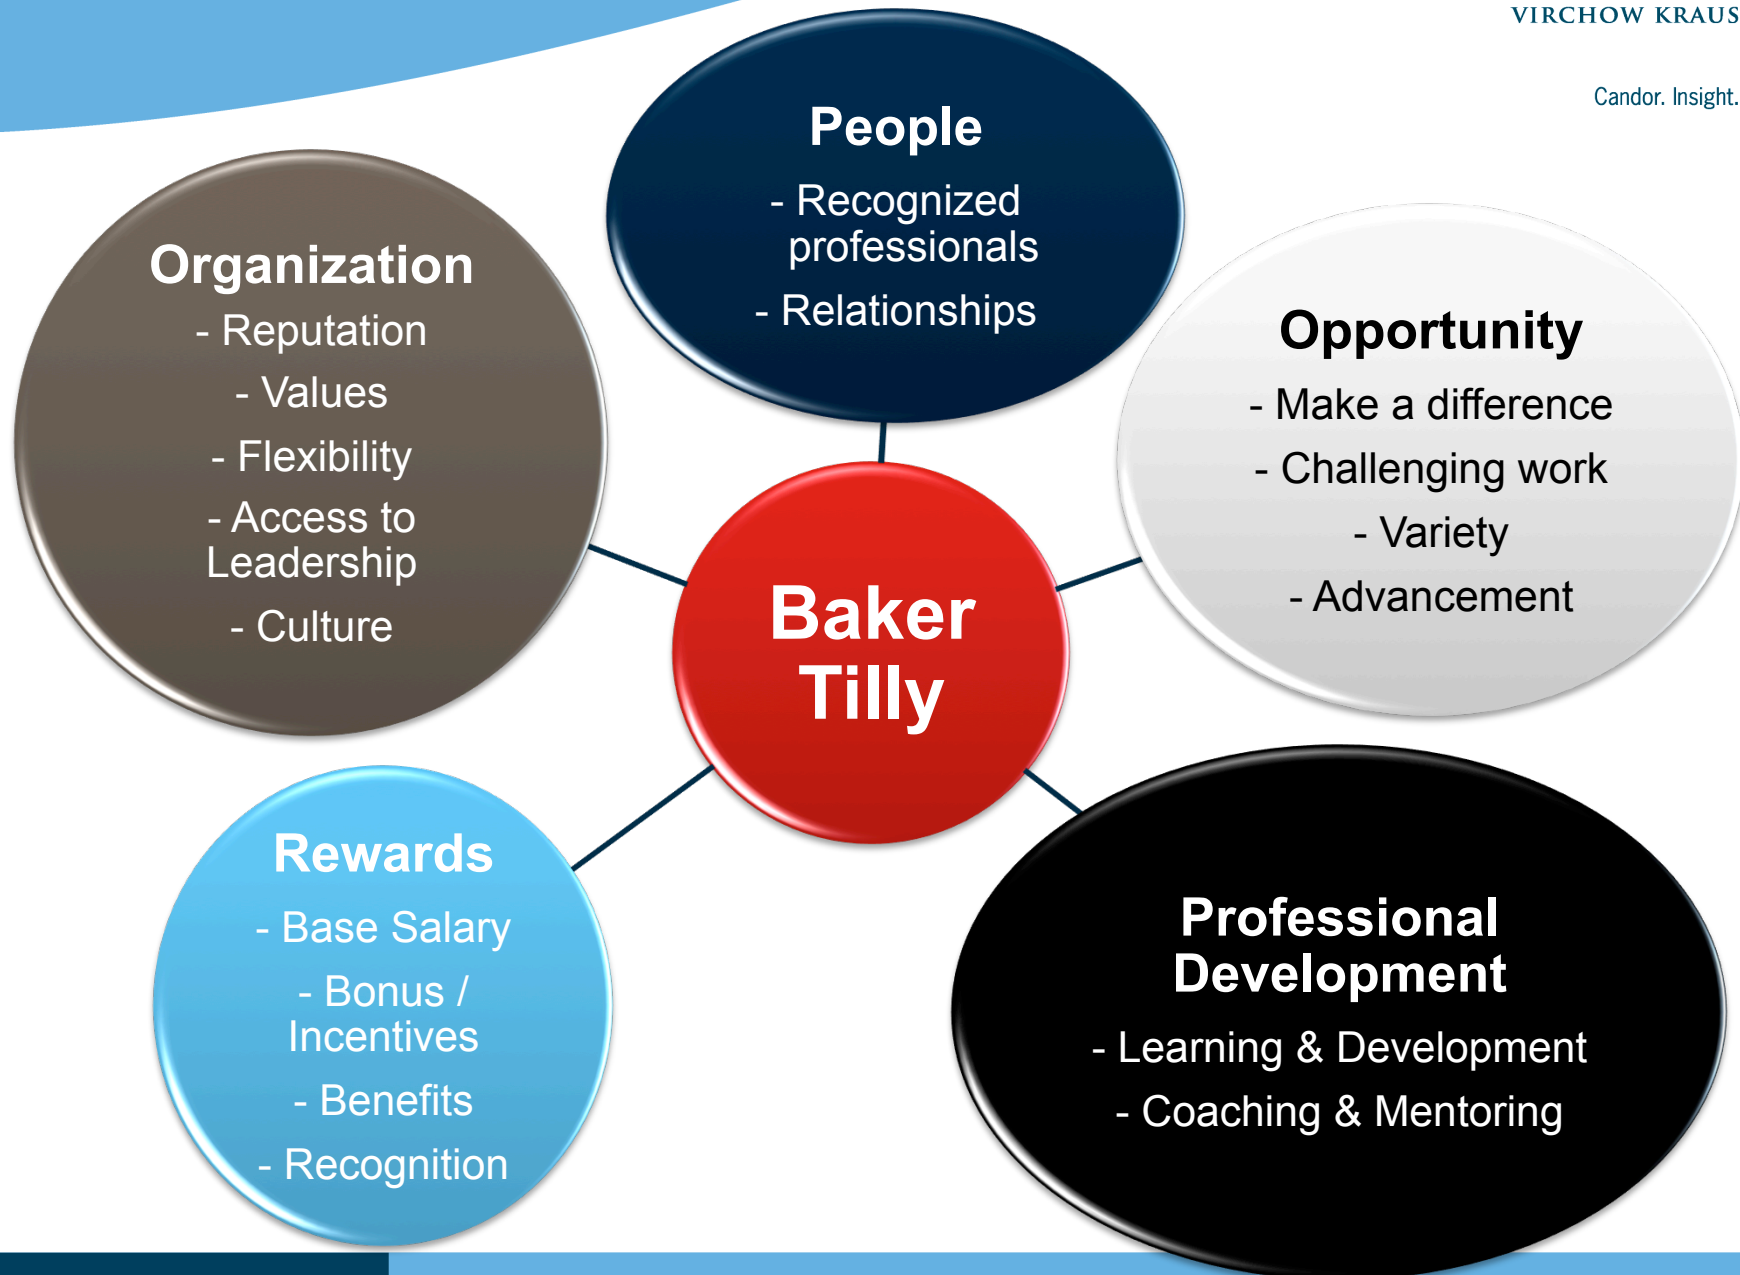 VIRCHOW KRAUS
Candor. Insight.
People
- Recognized
professionals
- Relationships
Organization
- Reputation
- Values
- Flexibility
- Access to
Leadership
- Culture
Opportunity
- Make a difference
- Challenging work
- Variety
- Advancement
Baker
Tilly
Rewards
- Base Salary
- Bonus /
Incentives
- Benefits
- Recognition
Professional
Development
- Learning & Development
- Coaching & Mentoring